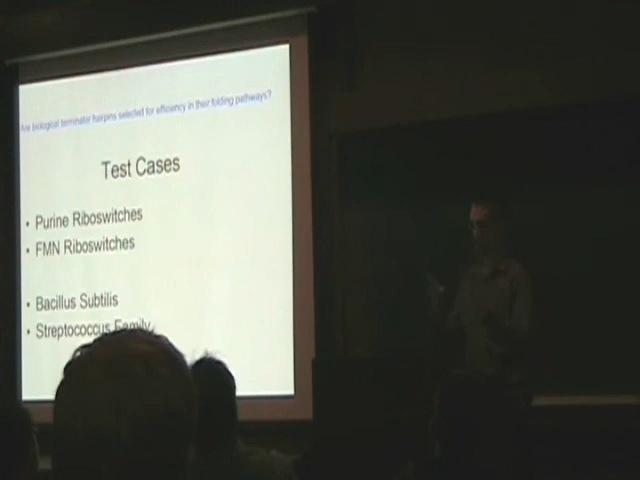 Are biological terminator hairpins selected for efficiency in their folding pathways?
Test Cases
• Purine Riboswitches
• FMN Riboswitches
• Bacillus Subtilis
• Streptococcus Family